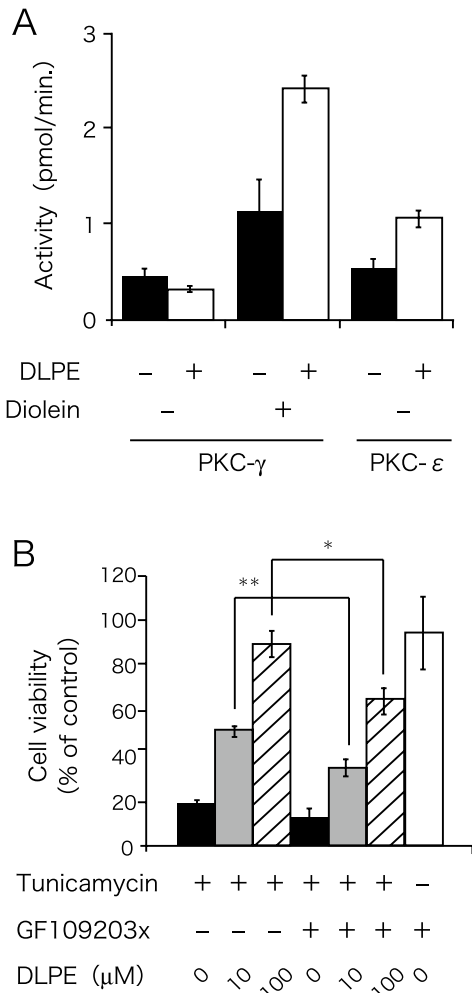 A
3
2
1
0
Activity (pmol/min.)
DLPE − + − + − +
Diolein − + −
PKC-γ PKC-ε
B
** *
120
100
80
60
40
20
0
Cell viability
(% of control)
Tunicamycin + + + + + + −
GF109203x − − − + + + +
DLPE (μM) 0 10 100 0 10 100 0